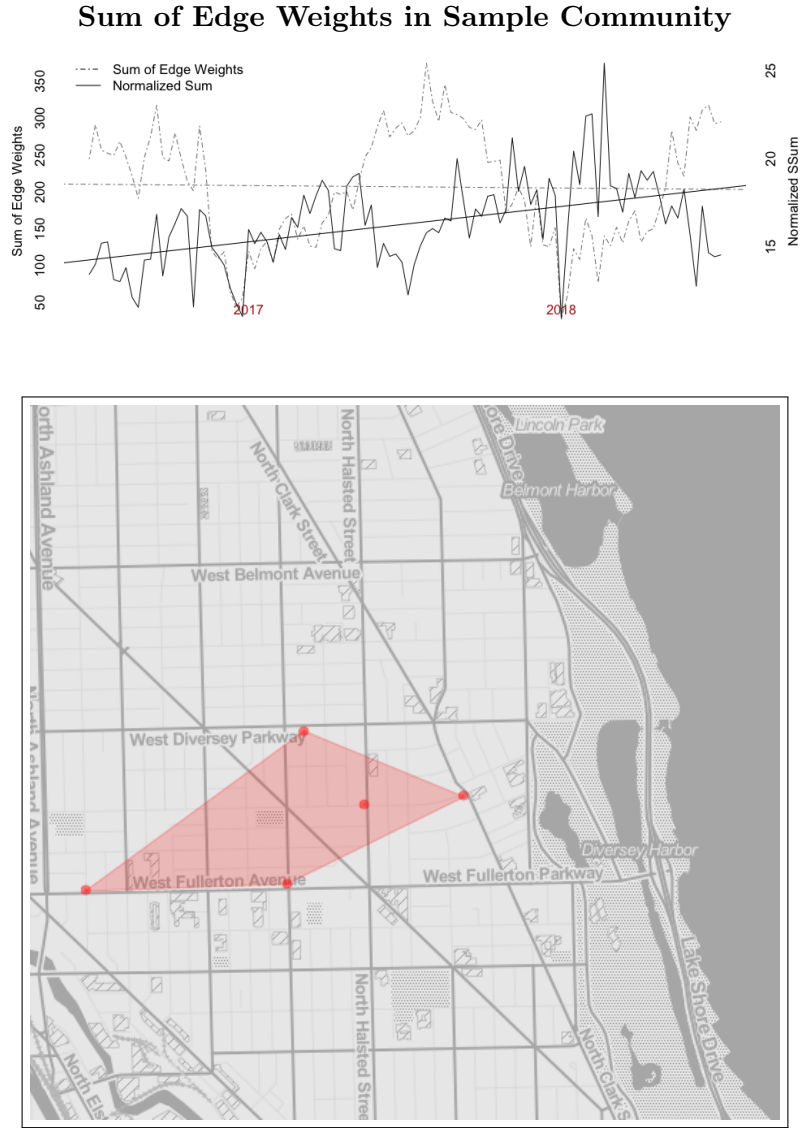 Sum of Edge Weights in Sample Community
Sum of Edge Weights
Normalized Sum
350
300
250
200
150
100
50
Sum of Edge Weights
25
20
15
Normalized SSum
2017
2018
Lincoln Park
orth Ashland Avenue
North Halsted Street
ore Drive
North Clark Street
Belmont Harbor
West Belmont Avenue
West Diversey Parkway
North Ashland Avenue
Diversey Harbor
West Fullerton Avenue
West Fullerton Parkway
Lake Shore Drive
North Halsted Stree
North Clark S
North Els